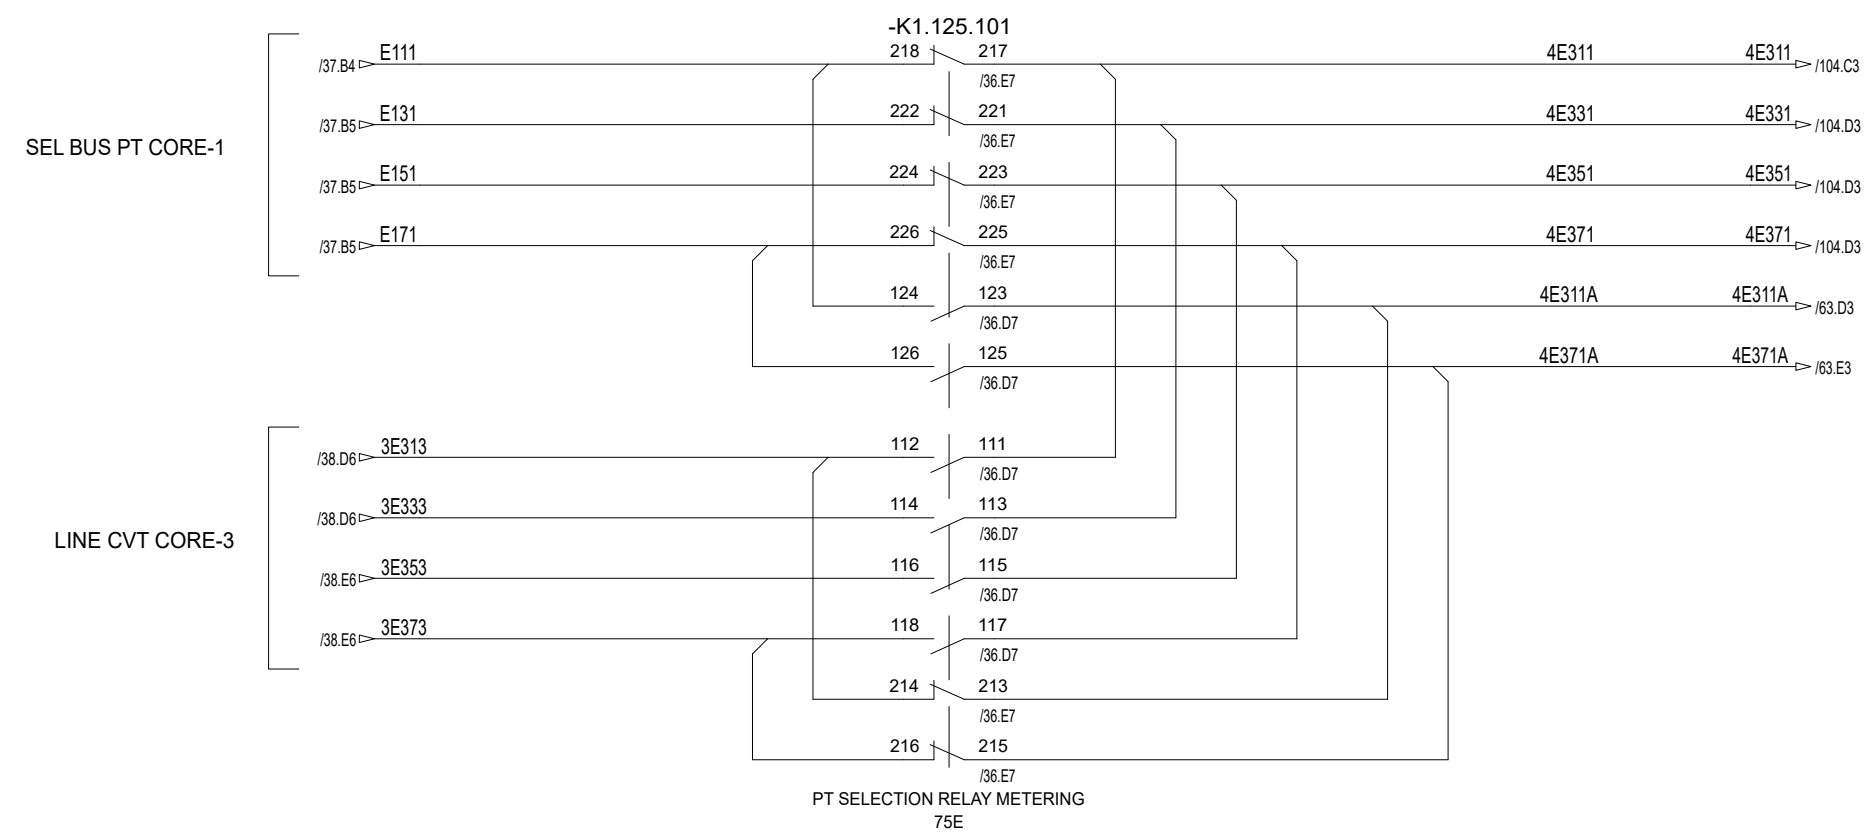 -K1.125.101
/37.B4 E111 218 217 4E311 4E311 /104.C3
/36.E7
/37.B5 E131 222 221 4E331 4E331 /104.D3
/36.E7
SEL BUS PT CORE-1
/37.B5 E151 224 223 4E351 4E351 /104.D3
/36.E7
/37.B5 E171 226 225 4E371 4E371 /104.D3
/36.E7
124 123 4E311A 4E311A /63.D3
/36.D7
126 125 4E371A 4E371A /63.E3
/36.D7
/38.D6 3E313 112 111
/36.D7
/38.D6 3E333 114 113
/36.D7
LINE CVT CORE-3
/38.E6 3E353 116 115
/36.D7
/38.E6 3E373 118 117
/36.D7
214 213
/36.E7
216 215
/36.E7
PT SELECTION RELAY METERING
75E